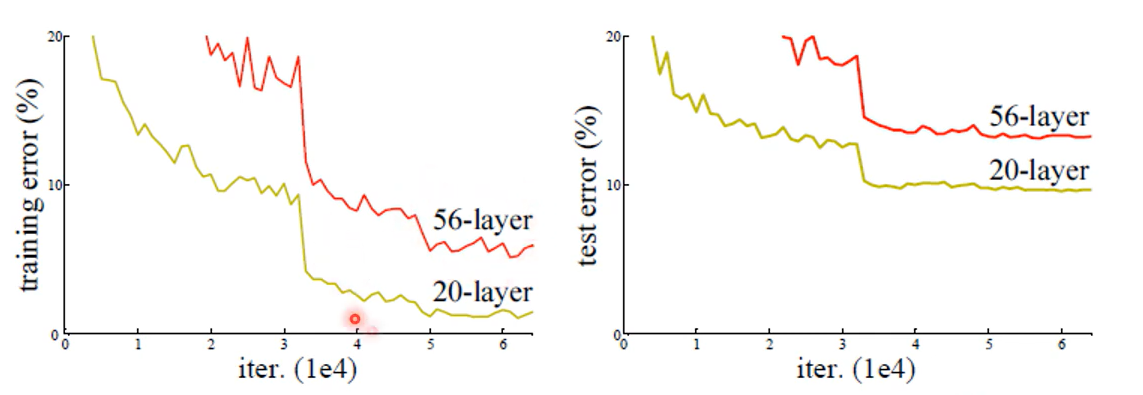 training error (%)
20
10
0
56-layer
20-layer
0 1 2 3 4 5 6
iter. (1e4)
test error (%)
20
10
0
56-layer
20-layer
0 1 2 3 4 5 6
iter. (1e4)